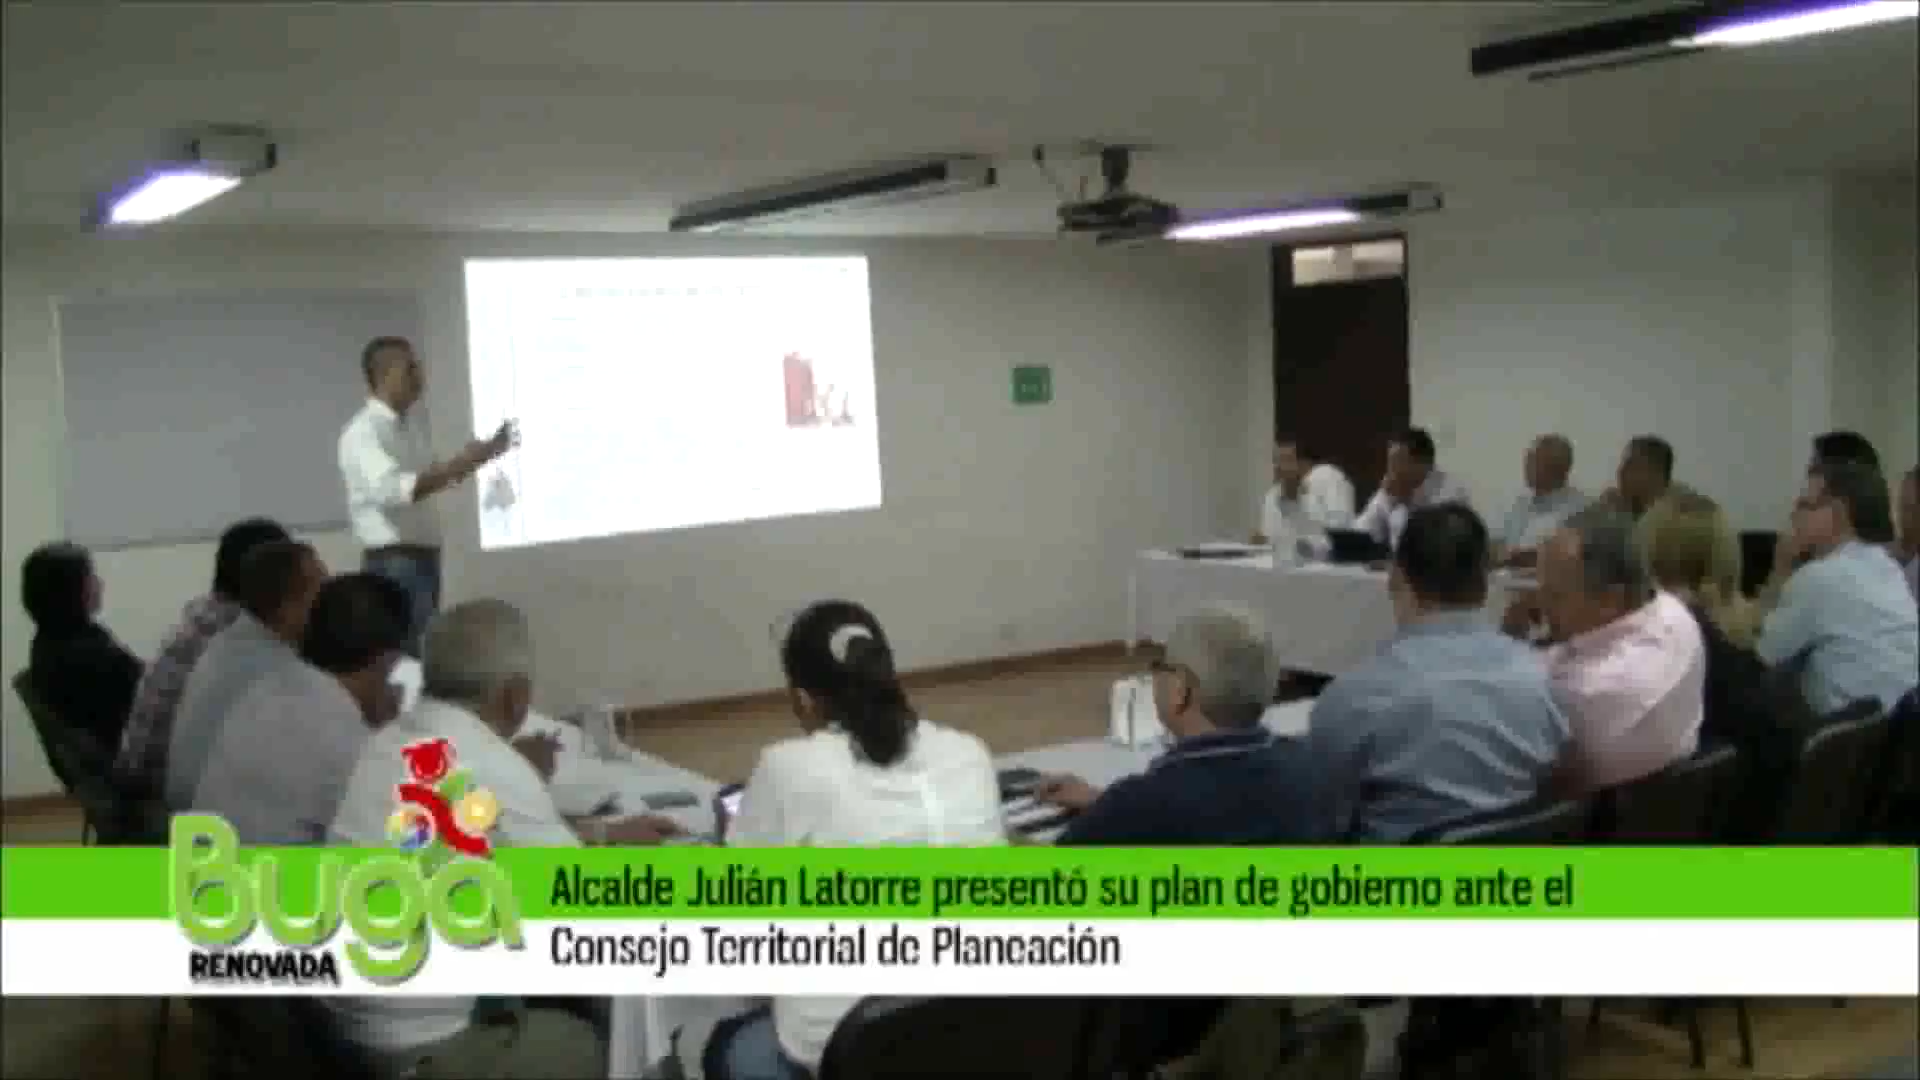 Buga
RENOVADA
Alcalde Julián Latorre presentó su plan de gobierno ante el
Consejo Territorial de Planeación